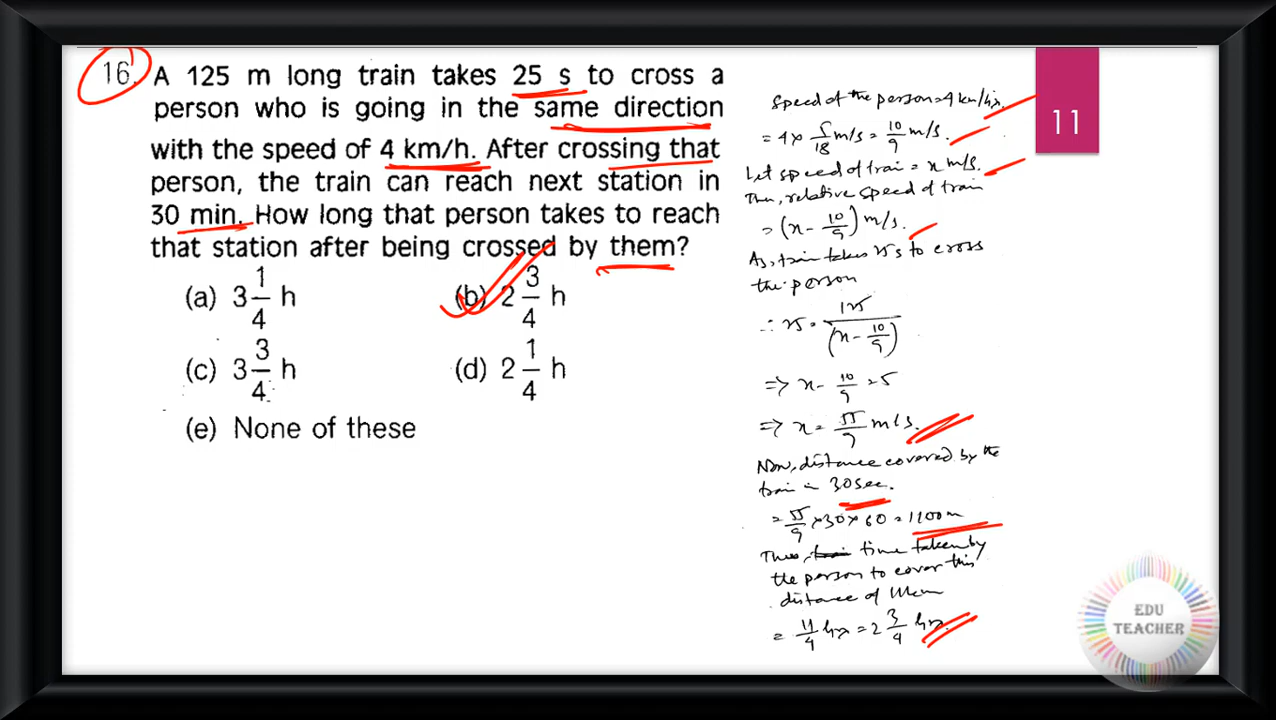 16.
A 125 m long train takes 25 s to cross a
person who is going in the same direction
with the speed of 4 km/h. After crossing that
person, the train can reach next station in
30 min. How long that person takes to reach
that station after being crossed by them?
(a) 3 1/4 h
(b) 2 3/4 h
(c) 3 3/4 h
(d) 2 1/4 h
(e) None of these
11
Speed of the person = 4 km/hr.
= 4 × 5/18 m/s = 10/9 m/s.
Let speed of train = x m/s.
Then, relative speed of train
= (x - 10/9) m/s.
As, train takes 25 s to cross
the person
∴ 25 = 125/(x - 10/9)
=> x - 10/9 = 5
=> x = 55/9 m/s.
Now, distance covered by the
train in 30 sec.
= 55/9 × 30 × 60 = 1100 m
Thus, time taken by
the person to cover this
distance of 11 km
= 11/4 hrs = 2 3/4 hrs.
EDU
TEACHER